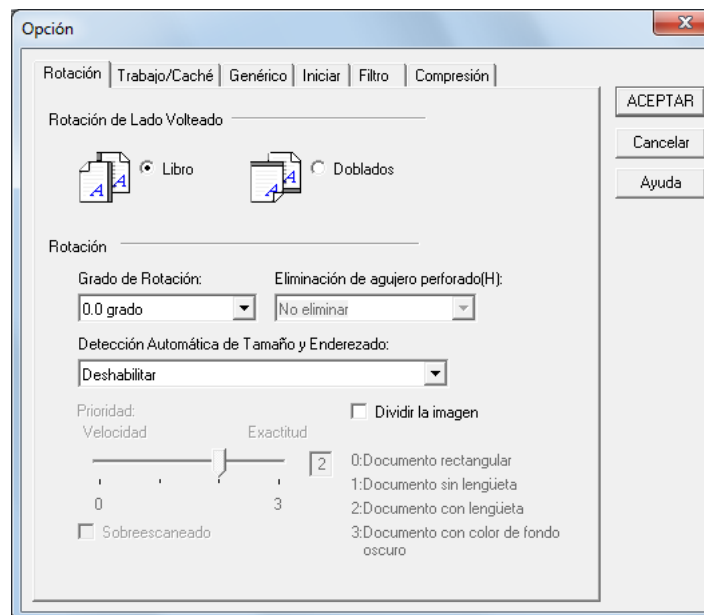 Opción
Rotación Trabajo/Caché Genérico Iniciar Filtro Compresión
ACEPTAR
Cancelar
Ayuda
Rotación de Lado Volteado
A A Libro A A Doblados
Rotación
Grado de Rotación: Eliminación de agujero perforado(H):
0.0 grado No eliminar
Detección Automática de Tamaño y Enderezado:
Deshabilitar
Prioridad:
Velocidad Exactitud
2
0 3
Sobreescaneado
Dividir la imagen
0:Documento rectangular
1:Documento sin lengüeta
2:Documento con lengüeta
3:Documento con color de fondo
oscuro